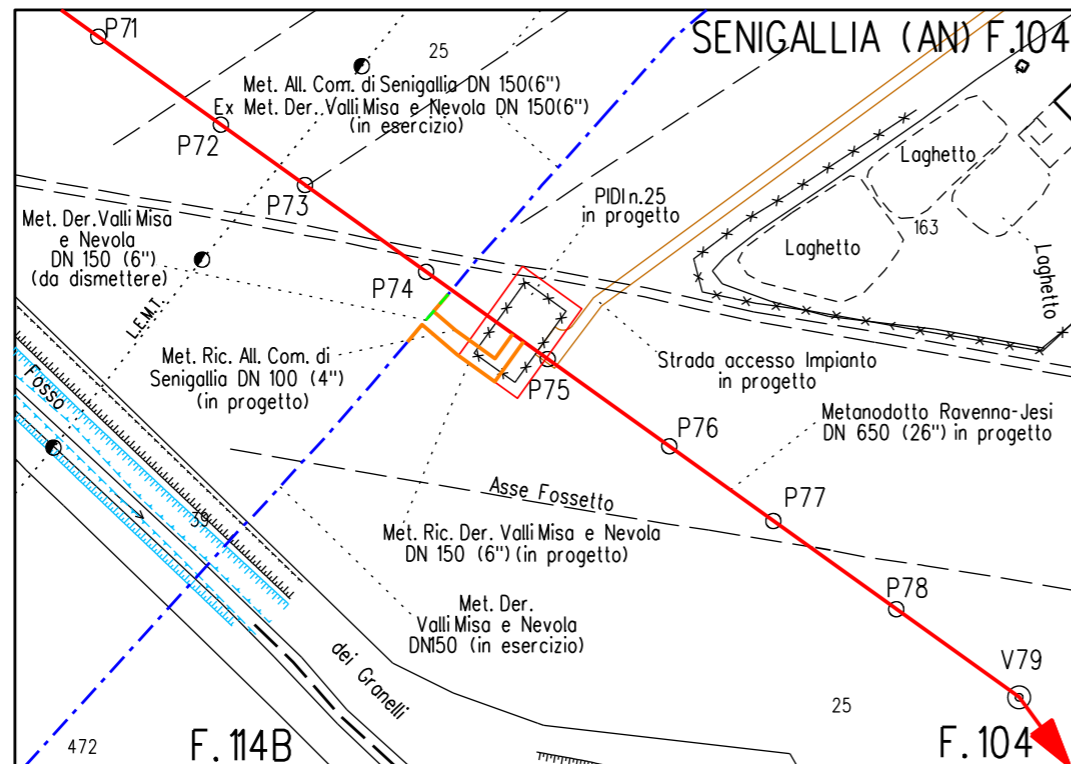 P71
25
SENIGALLIA (AN) F.104
Met. All. Com. di Senigallia DN 150(6")
Ex Met. Der. Valli Misa e Nevola DN 150(6")
(in esercizio)
P72
P73
Laghetto
PIDI n.25
in progetto
163
Laghetto
Laghetto
Met. Der. Valli Misa
e Nevola
DN 150 (6")
(da dismettere)
P74
I.E.M.T.
Met. Ric. All. Com. di
Senigallia DN 100 (4")
(in progetto)
P75
Strada accesso Impianto
in progetto
Fosso
P76
Metanodotto Ravenna-Jesi
DN 650 (26") in progetto
Asse Fossetto
39
P77
Met. Ric. Der. Valli Misa e Nevola
DN 150 (6") (in progetto)
P78
Met. Der.
Valli Misa e Nevola
DN150 (in esercizio)
dei Granelli
V79
25
472
F. 114B
F. 104